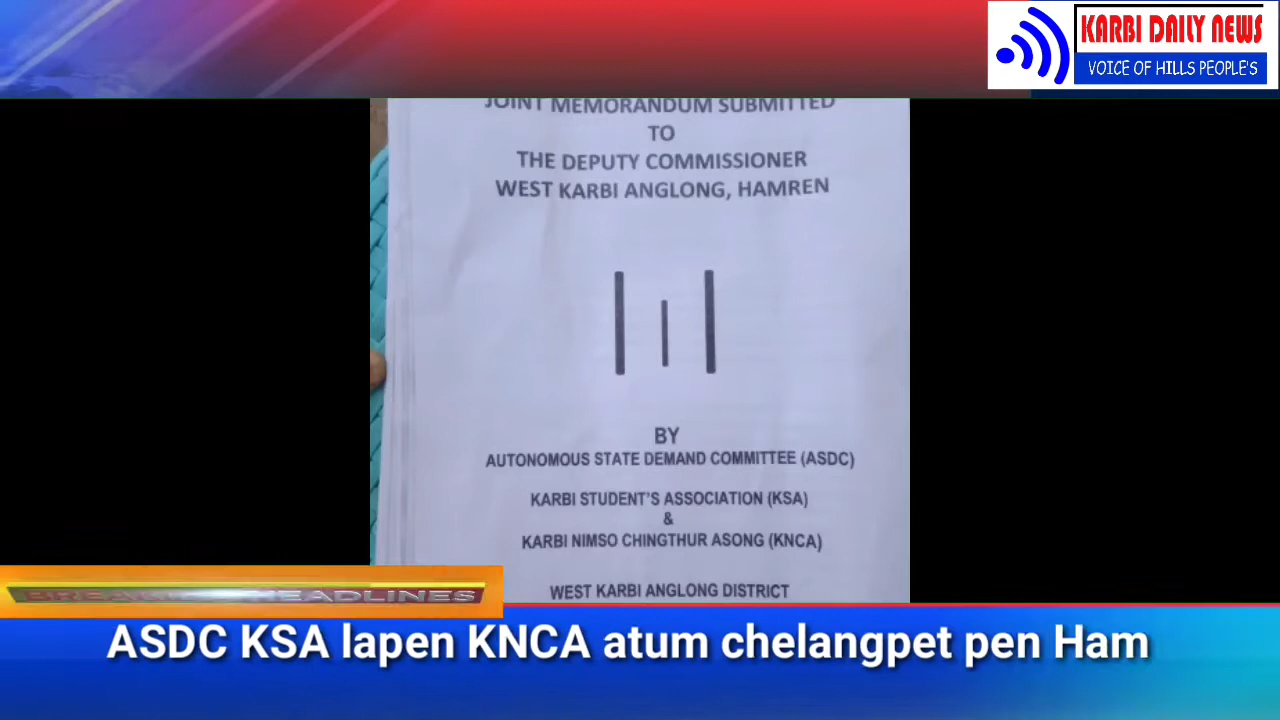 KARBI DAILY NEWS
VOICE OF HILLS PEOPLE'S
JOINT MEMORANDUM SUBMITTED
TO
THE DEPUTY COMMISSIONER
WEST KARBI ANGLONG, HAMREN
BY
AUTONOMOUS STATE DEMAND COMMITTEE (ASDC)
KARBI STUDENT'S ASSOCIATION (KSA)
&
KARBI NIMSO CHINGTHUR ASONG (KNCA)
WEST KARBI ANGLONG DISTRICT
HEADLINES
ASDC KSA lapen KNCA atum chelangpet pen Ham